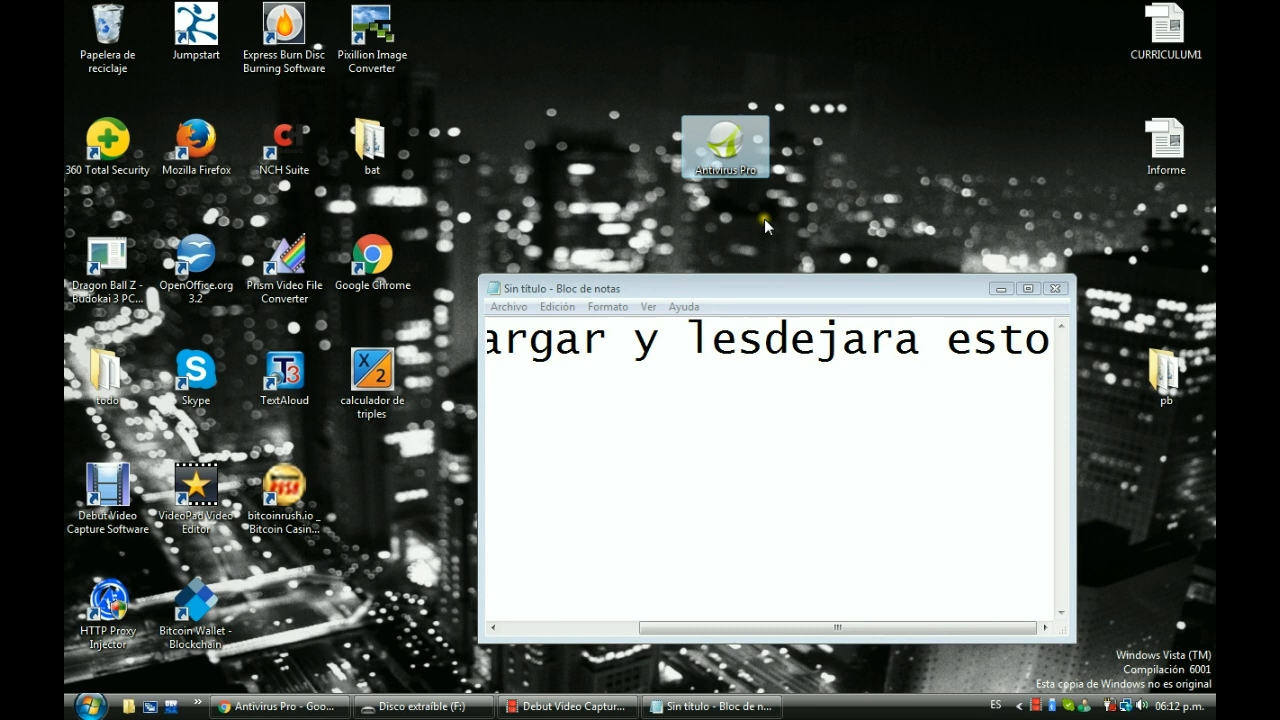 Papelera de
reciclaje
Jumpstart
Express Burn Disc
Burning Software
Pixillion Image
Converter
CURRICULUM1
360 Total Security
Mozilla Firefox
NCH Suite
bat
Antivirus Pro
Informe
Dragon Ball Z -
Budokai 3 PC...
OpenOffice.org
3.2
Prism Video File
Converter
Google Chrome
Sin título - Bloc de notas
Archivo Edición Formato Ver Ayuda
argar y lesdejara esto
todo
Skype
TextAloud
calculador de
triples
pb
Debut Video
Capture Software
VideoPad Video
Editor
bitcoinrush.io _
Bitcoin Casin...
HTTP Proxy
Injector
Bitcoin Wallet -
Blockchain
Windows Vista (TM)
Compilación 6001
Esta copia de Windows no es original
Antivirus Pro - Goo...
Disco extraíble (F:)
Debut Video Captur...
Sin título - Bloc de n...
ES
06:12 p.m.